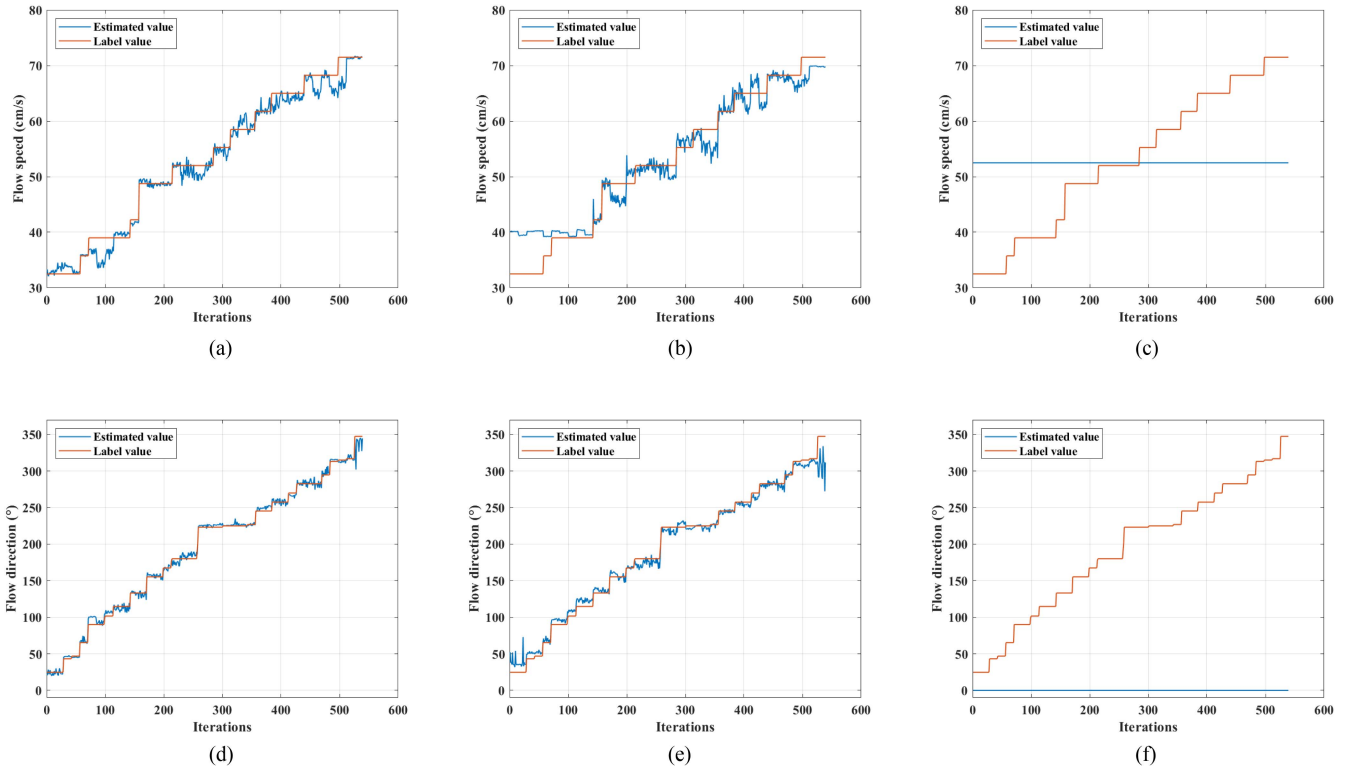 80
70
60
50
40
30
0 100 200 300 400 500 600
Flow speed (cm/s)
Iterations
Estimated value
Label value
(a)
80
70
60
50
40
30
0 100 200 300 400 500 600
Flow speed (cm/s)
Iterations
Estimated value
Label value
(b)
80
70
60
50
40
30
0 100 200 300 400 500 600
Flow speed (cm/s)
Iterations
Estimated value
Label value
(c)
350
300
250
200
150
100
50
0
0 100 200 300 400 500 600
Flow direction (°)
Iterations
Estimated value
Label value
(d)
350
300
250
200
150
100
50
0
0 100 200 300 400 500 600
Flow direction (°)
Iterations
Estimated value
Label value
(e)
350
300
250
200
150
100
50
0
0 100 200 300 400 500 600
Flow direction (°)
Iterations
Estimated value
Label value
(f)